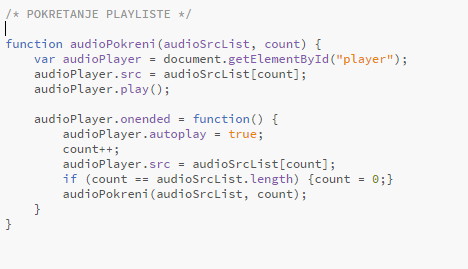 /* POKRETANJE PLAYLISTE */
function audioPokreni(audioSrcList, count) {
var audioPlayer = document.getElementById("player");
audioPlayer.src = audioSrcList[count];
audioPlayer.play();
audioPlayer.onended = function() {
audioPlayer.autoplay = true;
count++;
audioPlayer.src = audioSrcList[count];
if (count == audioSrcList.length) {count = 0;}
audioPokreni(audioSrcList, count);
}
}